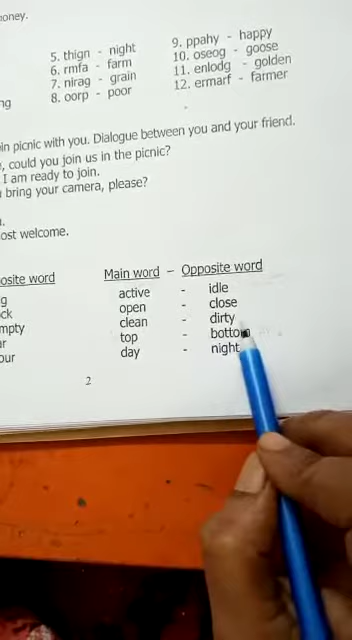 oney.
5. thign - night
6. rmfa - farm
7. nirag - grain
8. oorp - poor
9. ppahy - happy
10. oseog - goose
11. enlodg - golden
12. ermarf - farmer
ng
in picnic with you. Dialogue between you and your friend.
, could you join us in the picnic?
I am ready to join.
bring your camera, please?
ost welcome.
osite word
g
ck
mpty
r
our
Main word - Opposite word
active - idle
open - close
clean - dirty
top - bottom
day - night
2